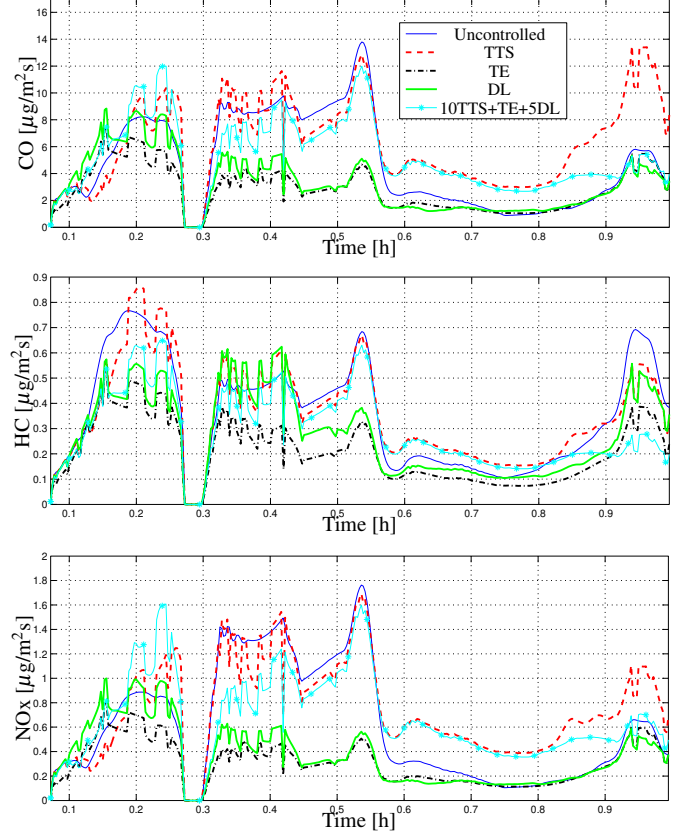 16
14
12
10
8
6
4
2
0
CO [μg/m²s]
Uncontrolled
TTS
TE
DL
10TTS+TE+5DL
0.1 0.2 0.3 0.4 0.5 0.6 0.7 0.8 0.9
Time [h]
0.9
0.8
0.7
0.6
0.5
0.4
0.3
0.2
0.1
0
HC [μg/m²s]
0.1 0.2 0.3 0.4 0.5 0.6 0.7 0.8 0.9
Time [h]
2
1.8
1.6
1.4
1.2
1
0.8
0.6
0.4
0.2
0
NOx [μg/m²s]
0.1 0.2 0.3 0.4 0.5 0.6 0.7 0.8 0.9
Time [h]